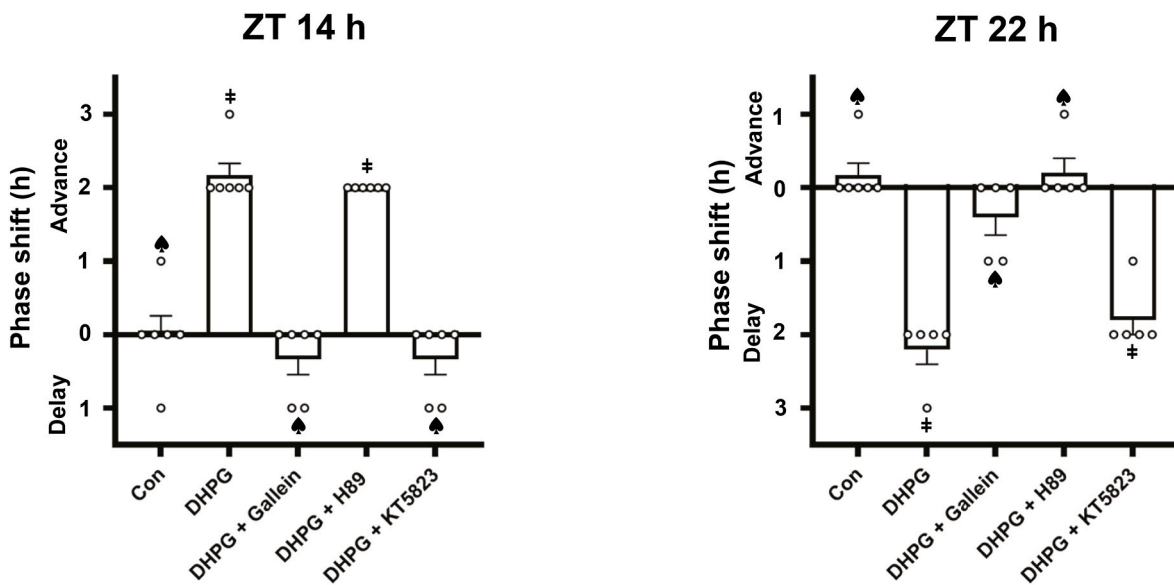 ZT 14 h
Phase shift (h)
Advance
Delay
3
2
1
0
1
‡
♠
‡
♠
♠
Con
DHPG
DHPG + Gallein
DHPG + H89
DHPG + KT5823
ZT 22 h
Phase shift (h)
Advance
Delay
1
0
1
2
3
♠
♠
♠
‡
‡
Con
DHPG
DHPG + Gallein
DHPG + H89
DHPG + KT5823